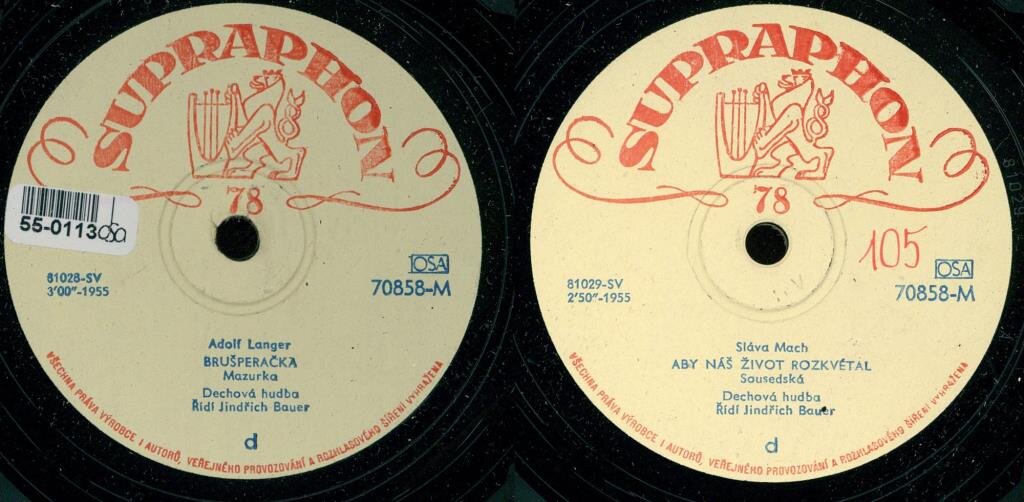 SUPRAPHON
78
55-0113
OSA
81028-SV
3'00"-1955
70858-M
Adolf Langer
BRUŠPERAČKA
Mazurka
Dechová hudba
Řídí Jindřich Bauer
d
VŠECHNA PRÁVA VÝROBCE I AUTORŮ, VEŘEJNÉHO PROVOZOVÁNÍ A ROZHLASOVÉHO ŠÍŘENÍ VYHRAŽENA
SUPRAPHON
78
105
OSA
81029-SV
2'50"-1955
70858-M
81029
Sláva Mach
ABY NÁŠ ŽIVOT ROZKVÉTAL
Sousedská
Dechová hudba
Řídí Jindřich Bauer
d
VŠECHNA PRÁVA VÝROBCE I AUTORŮ, VEŘEJNÉHO PROVOZOVÁNÍ A ROZHLASOVÉHO ŠÍŘENÍ VYHRAŽENA